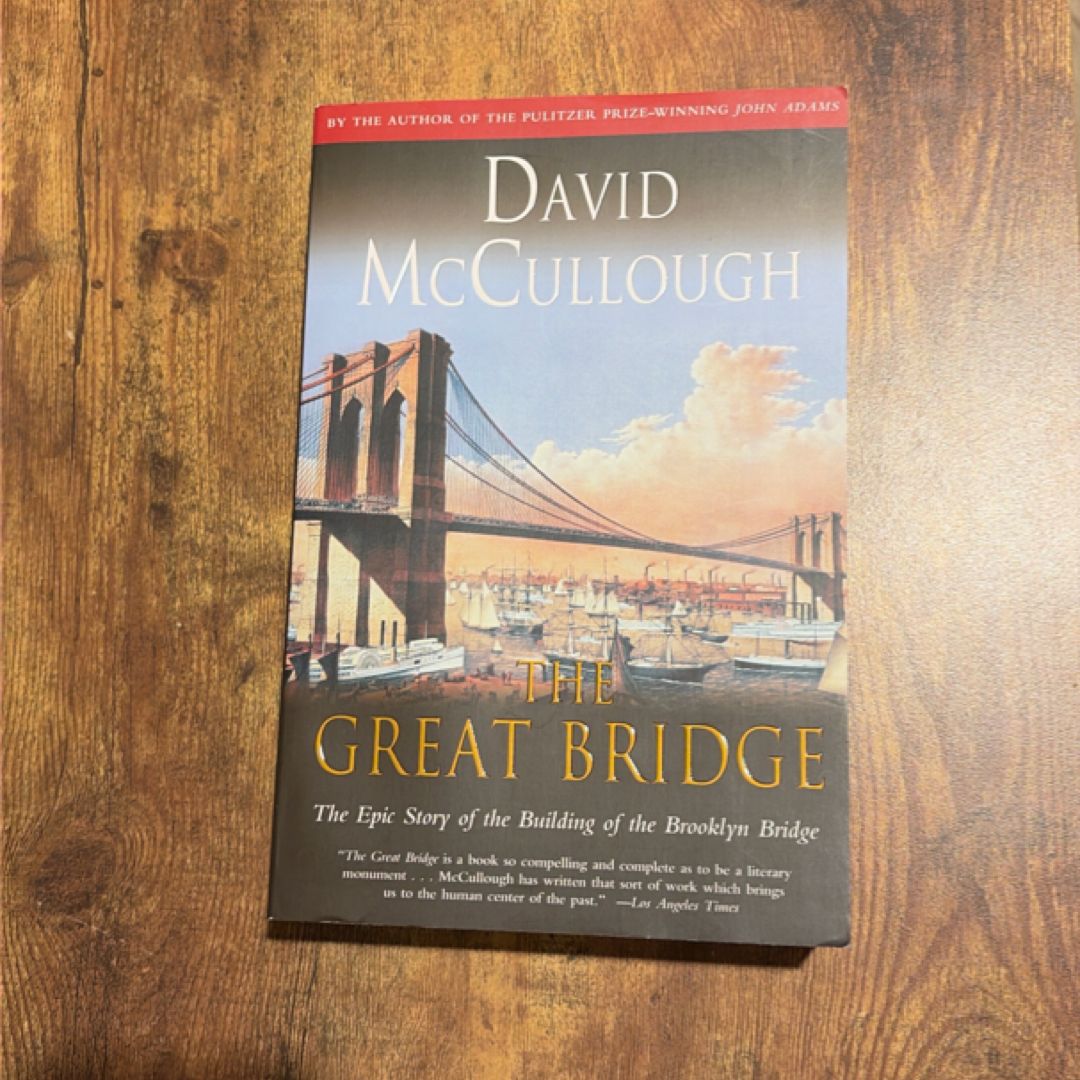 BY THE AUTHOR OF THE PULITZER PRIZE–WINNING JOHN ADAMS
DAVID
MCCULLOUGH
THE
GREAT BRIDGE
The Epic Story of the Building of the Brooklyn Bridge
“The Great Bridge is a book so compelling and complete as to be a literary
monument . . . McCullough has written that sort of work which brings
us to the human center of the past.” —Los Angeles Times